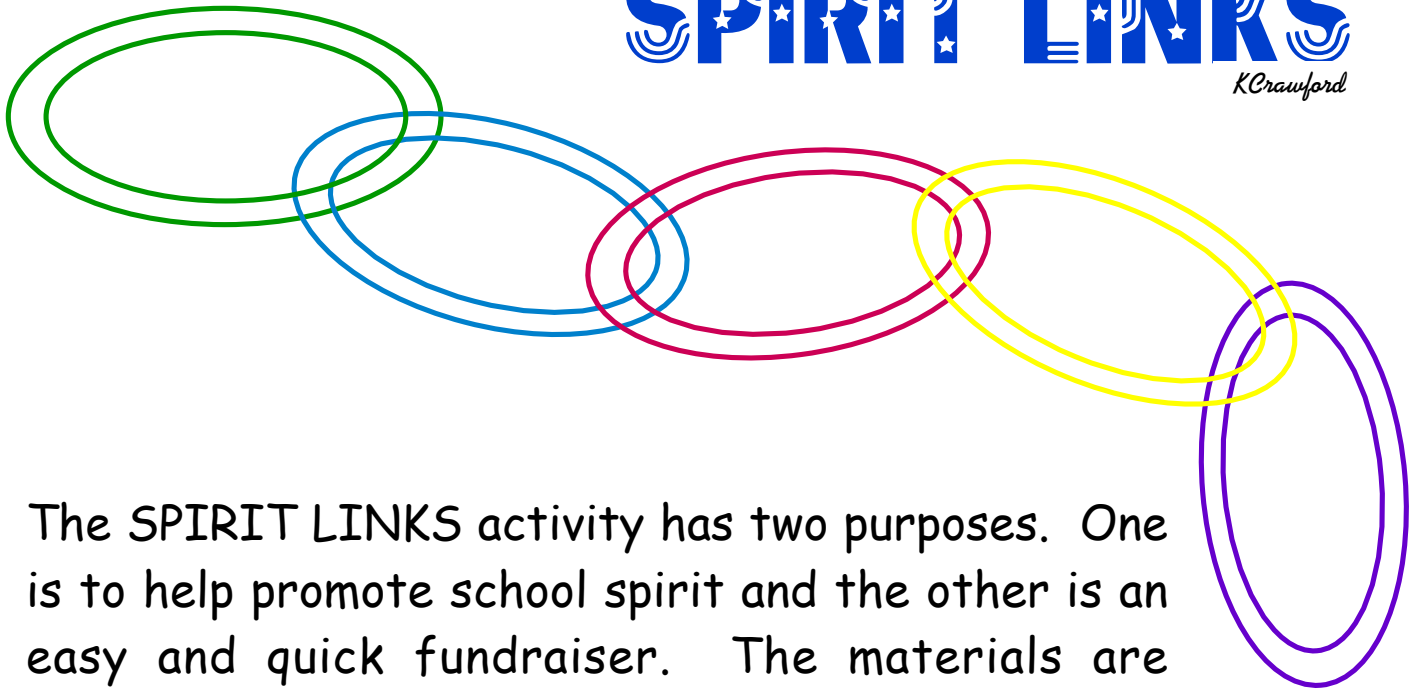 SPIRIT LINKS
KCrawford
The SPIRIT LINKS activity has two purposes. One
is to help promote school spirit and the other is an
easy and quick fundraiser. The materials are